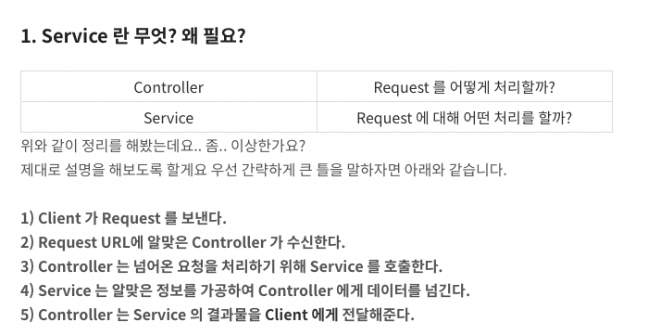 1. Service 란 무엇? 왜 필요?
Controller Request 를 어떻게 처리할까?
Service Request 에 대해 어떤 처리를 할까?
위와 같이 정리를 해봤는데요.. 좀.. 이상한가요?
제대로 설명을 해보도록 할게요 우선 간략하게 큰 틀을 말하자면 아래와 같습니다.
1) Client 가 Request 를 보낸다.
2) Request URL에 알맞은 Controller 가 수신한다.
3) Controller 는 넘어온 요청을 처리하기 위해 Service 를 호출한다.
4) Service 는 알맞은 정보를 가공하여 Controller 에게 데이터를 넘긴다.
5) Controller 는 Service 의 결과물을 Client 에게 전달해준다.